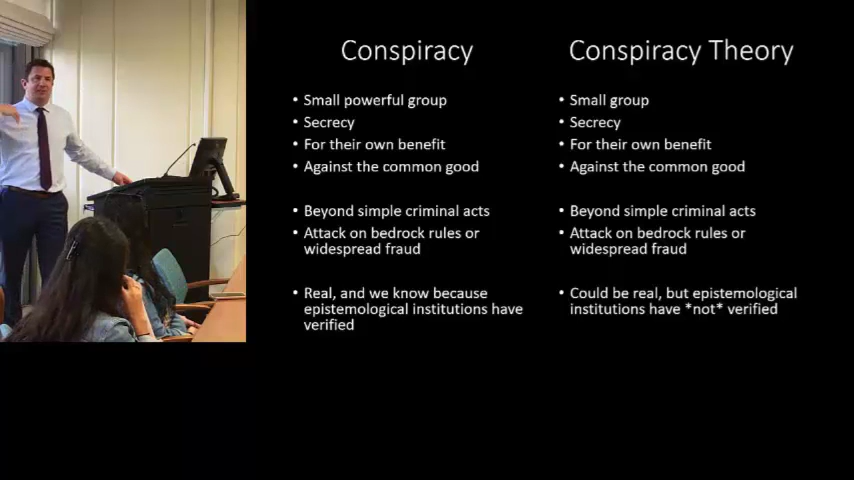 Conspiracy
• Small powerful group
• Secrecy
• For their own benefit
• Against the common good
• Beyond simple criminal acts
• Attack on bedrock rules or
widespread fraud
• Real, and we know because
epistemological institutions have
verified
Conspiracy Theory
• Small group
• Secrecy
• For their own benefit
• Against the common good
• Beyond simple criminal acts
• Attack on bedrock rules or
widespread fraud
• Could be real, but epistemological
institutions have *not* verified